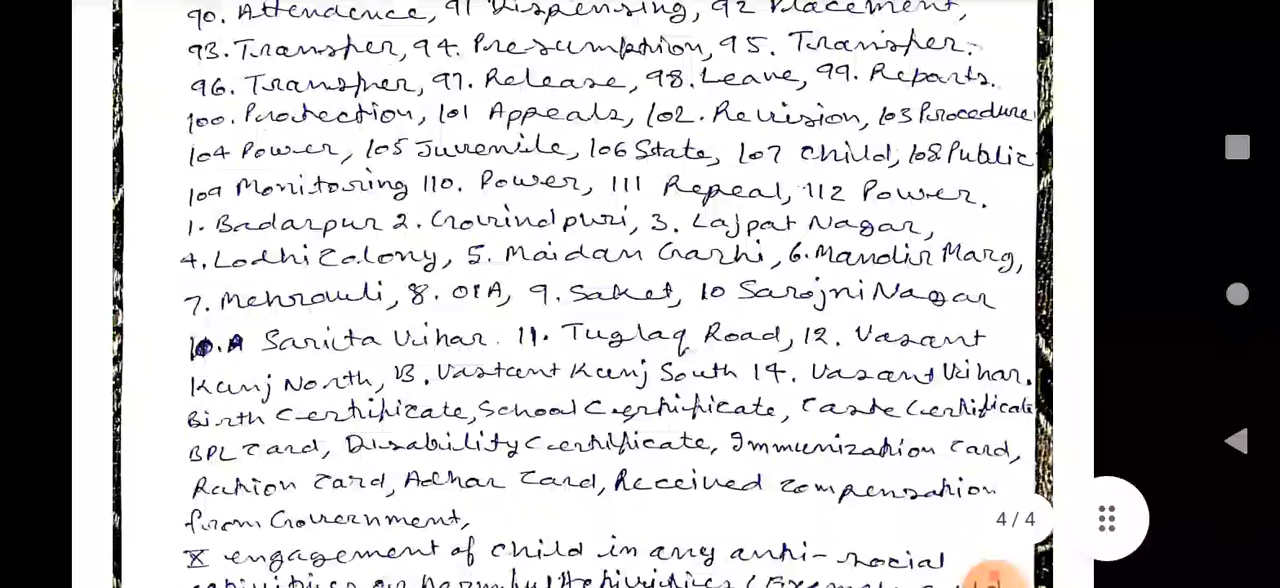 90. Attendence, 91 Dispensing, 92 Placement,
93. Transfer, 94. Presumption, 95. Transfer.
96. Transfer, 97. Release, 98. Leave, 99. Reports.
100. Protection, 101 Appeals, 102. Revision, 103 Procedure
104 Power, 105 Juvenile, 106 State, 107 Child, 108 Public
109 Monitoring 110. Power, 111 Repeal, 112 Power.
1. Badarpur 2. Govindpuri, 3. Lajpat Nagar,
4. Lodhi Colony, 5. Maidan Garhi, 6. Mandir Marg,
7. Mehrauli, 8. OIA, 9. Saket, 10 Sarojni Nagar
10.A Sarita Vihar. 11. Tuglaq Road, 12. Vasant
Kunj North, 13. Vastant Kunj South 14. Vasant Vihar.
Birth Certificate, School Certificate, Caste Certificate
BPL Card, Disability Certificate, Immunization Card,
Ration Card, Adhar Card, Received compensation
from Government,
4/4
X engagement of child in any anti-social